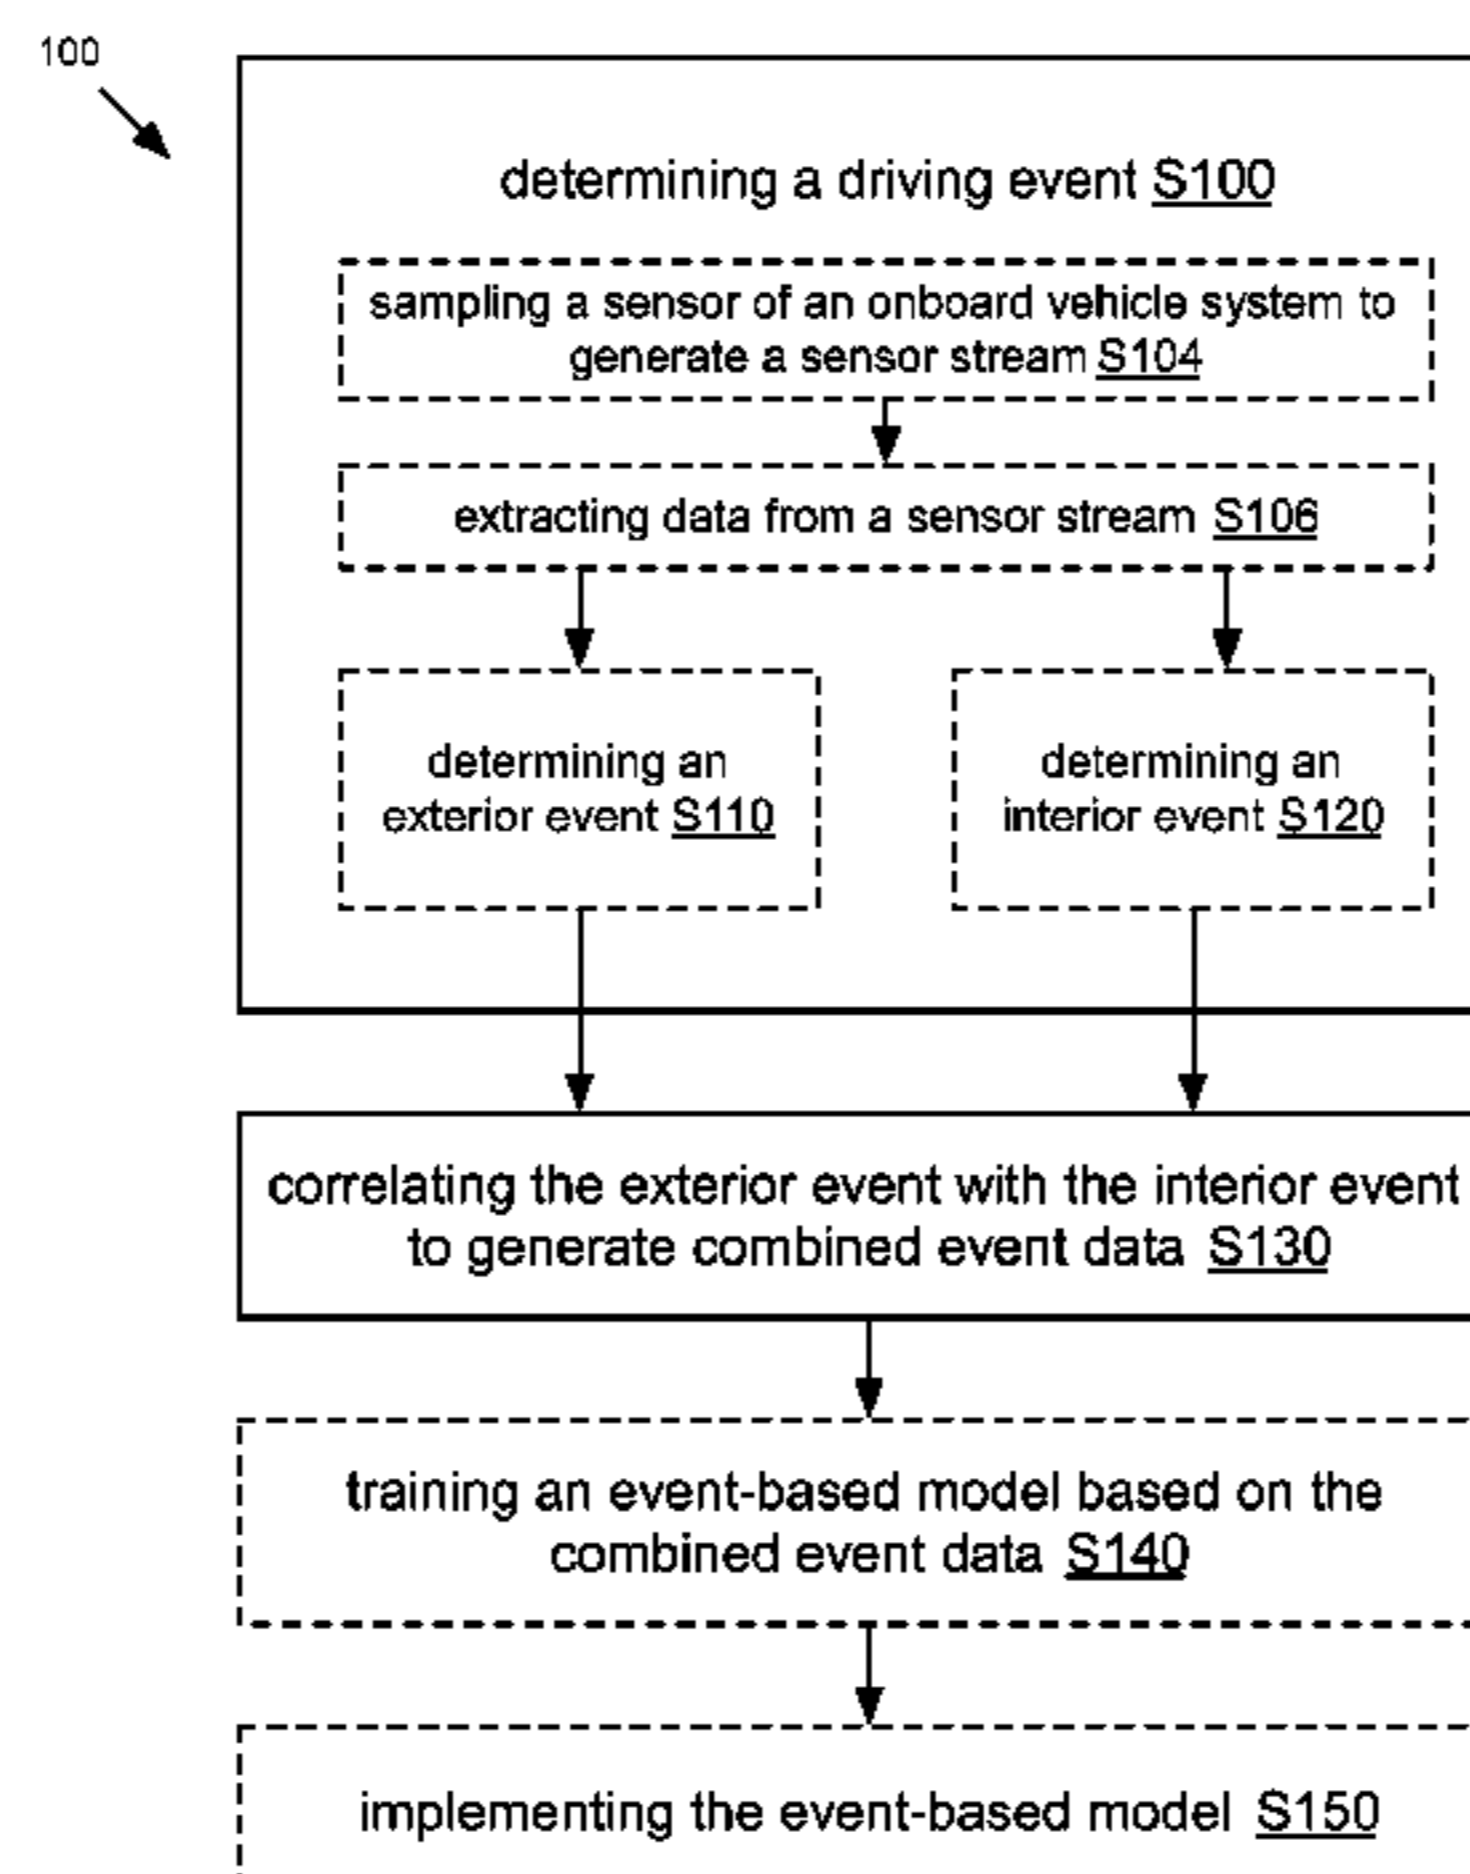 100
determining a driving event S100
sampling a sensor of an onboard vehicle system to
generate a sensor stream S104
extracting data from a sensor stream S106
determining an
exterior event S110
determining an
interior event S120
correlating the exterior event with the interior event
to generate combined event data S130
training an event-based model based on the
combined event data S140
implementing the event-based model S150